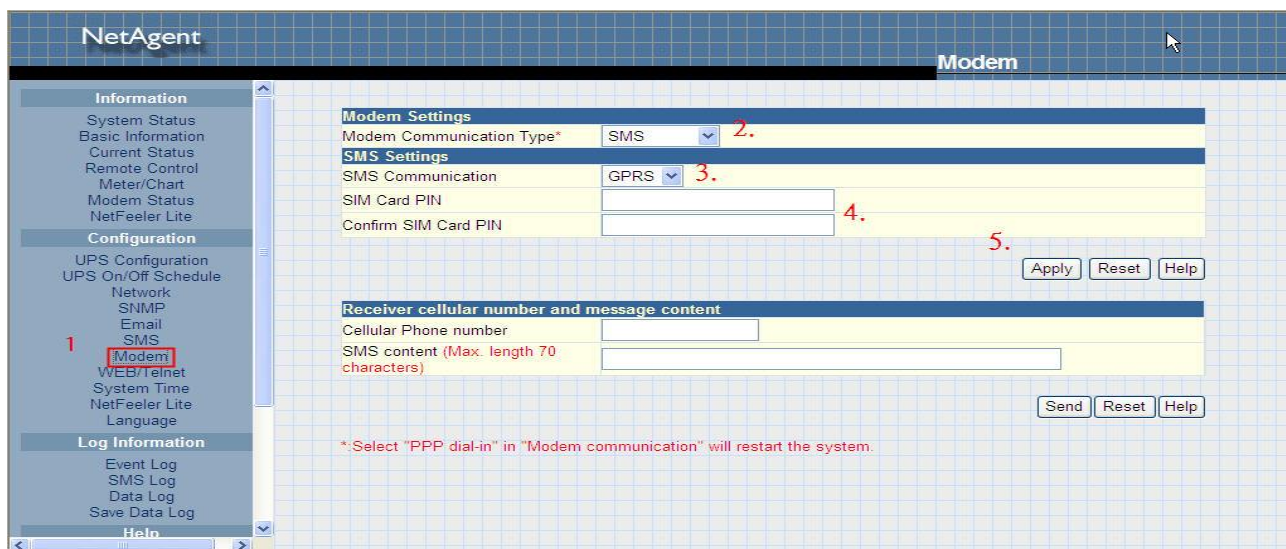 NetAgent
Modem
Information
System Status
Basic Information
Current Status
Remote Control
Meter/Chart
Modem Status
NetFeeler Lite
Configuration
UPS Configuration
UPS On/Off Schedule
Network
SNMP
Email
SMS
1
Modem
WEB/Telnet
System Time
NetFeeler Lite
Language
Log Information
Event Log
SMS Log
Data Log
Save Data Log
Help
Modem Settings
Modem Communication Type* SMS 2.
SMS Settings
SMS Communication GPRS 3.
SIM Card PIN
4.
Confirm SIM Card PIN
5.
Apply Reset Help
Receiver cellular number and message content
Cellular Phone number
SMS content (Max. length 70
characters)
Send Reset Help
*:Select "PPP dial-in" in "Modem communication" will restart the system.